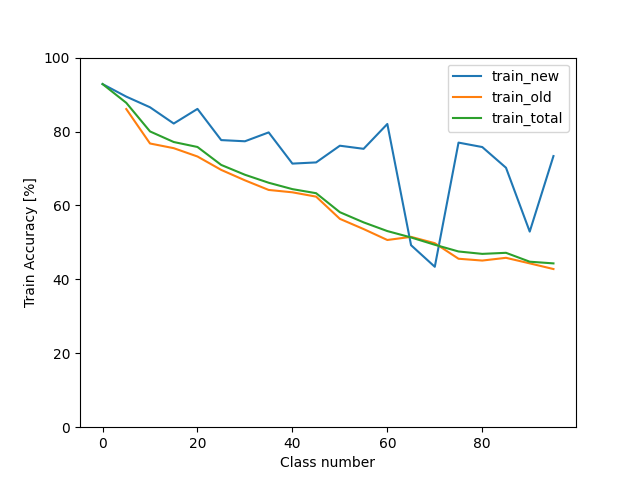 100
80
60
40
20
0
Train Accuracy [%]
train_new
train_old
train_total
0 20 40 60 80
Class number